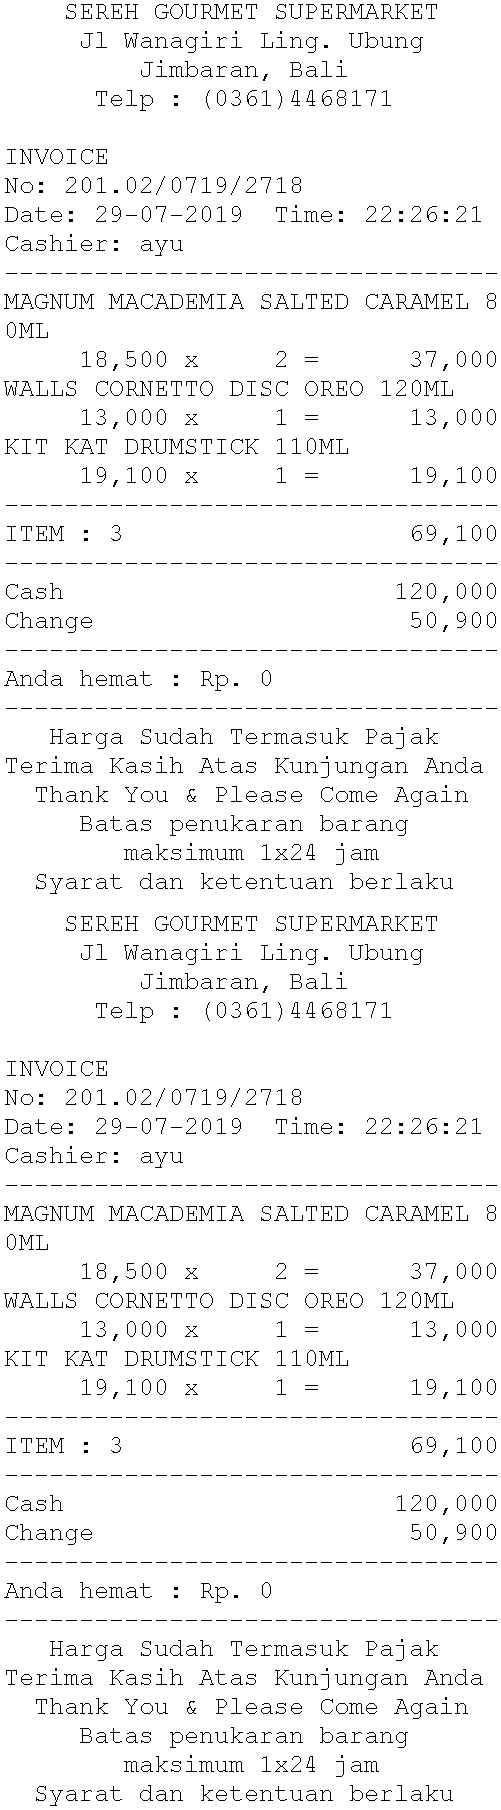 SEREH GOURMET SUPERMARKET
Jl Wanagiri Ling. Ubung
Jimbaran, Bali
Telp : (0361)4468171
INVOICE
No: 201.02/0719/2718
Date: 29-07-2019  Time: 22:26:21
Cashier: ayu
---------------------------------
MAGNUM MACADEMIA SALTED CARAMEL 8
0ML
18,500 x     2 =      37,000
WALLS CORNETTO DISC OREO 120ML
13,000 x     1 =      13,000
KIT KAT DRUMSTICK 110ML
19,100 x     1 =      19,100
---------------------------------
ITEM : 3                   69,100
---------------------------------
Cash                      120,000
Change                     50,900
---------------------------------
Anda hemat : Rp. 0
---------------------------------
Harga Sudah Termasuk Pajak
Terima Kasih Atas Kunjungan Anda
Thank You & Please Come Again
Batas penukaran barang
maksimum 1x24 jam
Syarat dan ketentuan berlaku
SEREH GOURMET SUPERMARKET
Jl Wanagiri Ling. Ubung
Jimbaran, Bali
Telp : (0361)4468171
INVOICE
No: 201.02/0719/2718
Date: 29-07-2019  Time: 22:26:21
Cashier: ayu
---------------------------------
MAGNUM MACADEMIA SALTED CARAMEL 8
0ML
18,500 x     2 =      37,000
WALLS CORNETTO DISC OREO 120ML
13,000 x     1 =      13,000
KIT KAT DRUMSTICK 110ML
19,100 x     1 =      19,100
---------------------------------
ITEM : 3                   69,100
---------------------------------
Cash                      120,000
Change                     50,900
---------------------------------
Anda hemat : Rp. 0
---------------------------------
Harga Sudah Termasuk Pajak
Terima Kasih Atas Kunjungan Anda
Thank You & Please Come Again
Batas penukaran barang
maksimum 1x24 jam
Syarat dan ketentuan berlaku